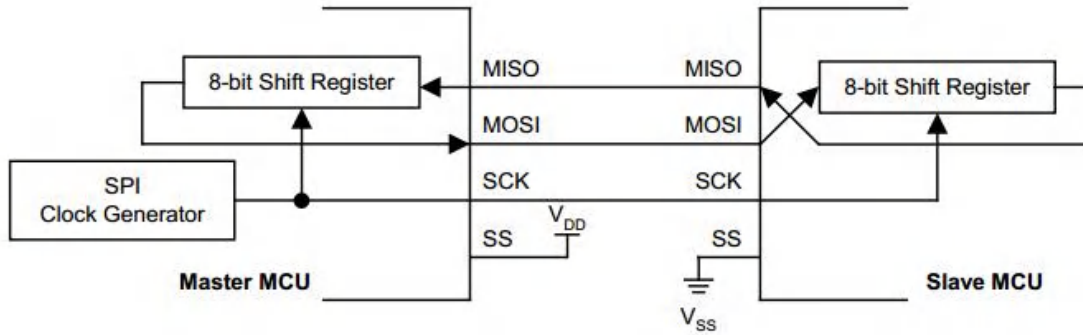 MISO MISO
8-bit Shift Register 8-bit Shift Register
MOSI MOSI
SPI
Clock Generator
SCK SCK
VDD
SS SS
Master MCU Slave MCU
VSS